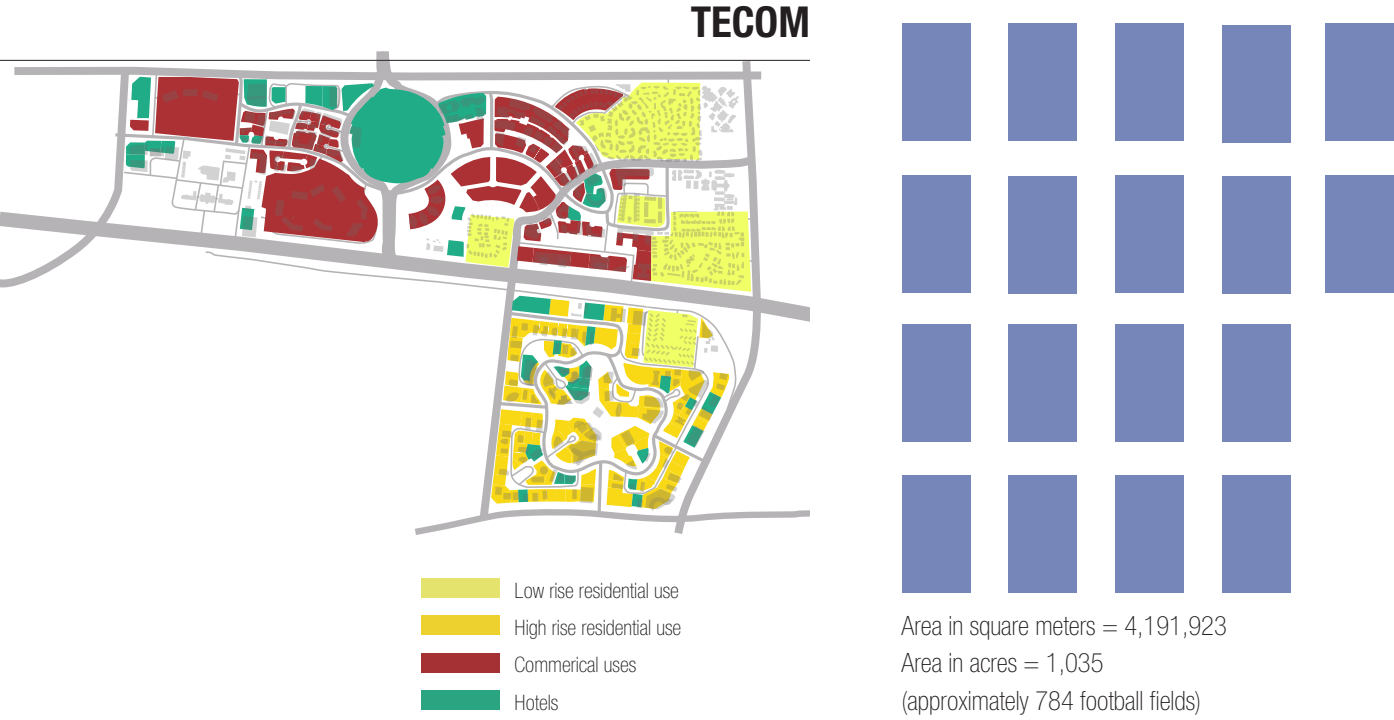 TECOM
Low rise residential use
High rise residential use
Commerical uses
Hotels
Area in square meters = 4,191,923
Area in acres = 1,035
(approximately 784 football fields)